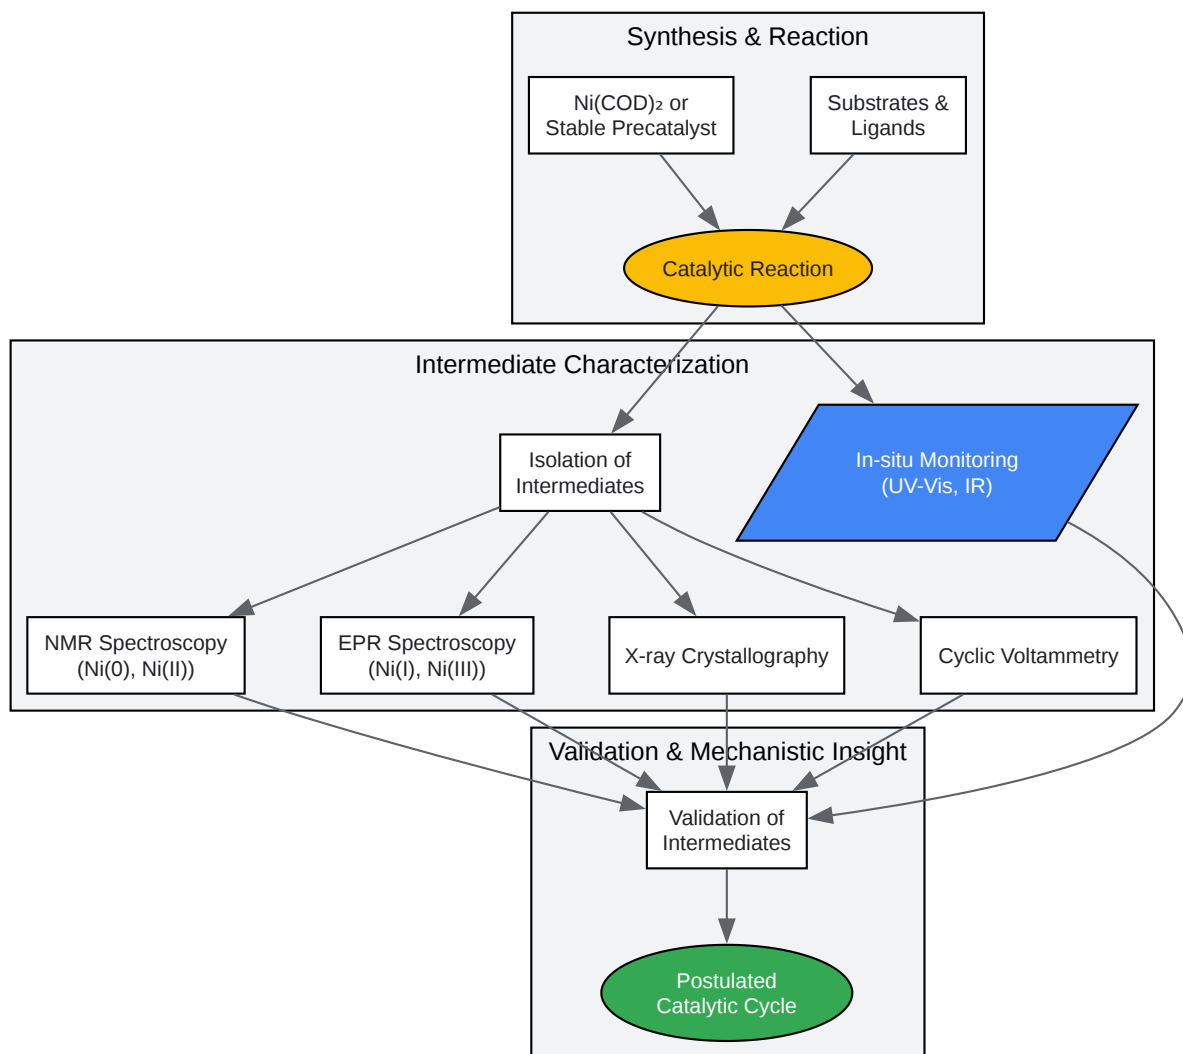 Synthesis & Reaction
Ni(COD)₂ or
Stable Precatalyst
Substrates &
Ligands
Catalytic Reaction
Intermediate Characterization
Isolation of
Intermediates
In-situ Monitoring
(UV-Vis, IR)
NMR Spectroscopy
(Ni(0), Ni(II))
EPR Spectroscopy
(Ni(I), Ni(III))
X-ray Crystallography
Cyclic Voltammetry
Validation & Mechanistic Insight
Validation of
Intermediates
Postulated
Catalytic Cycle